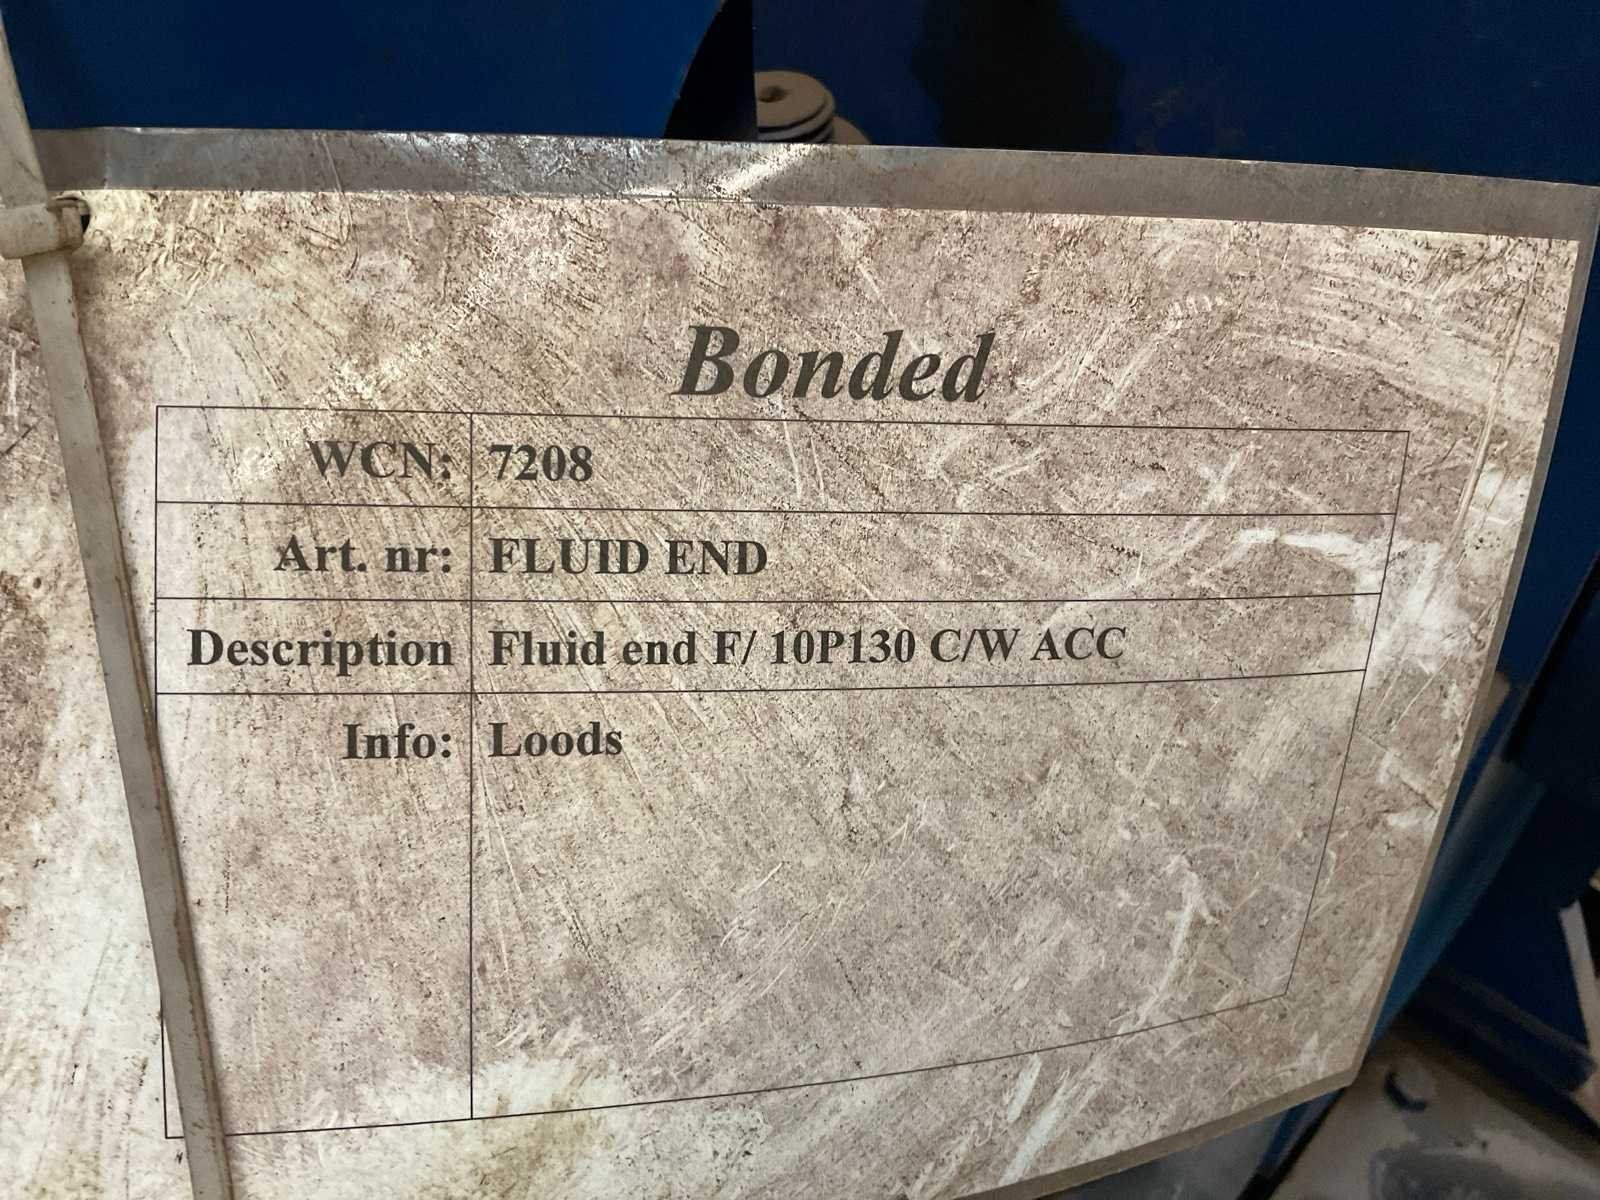 Bonded
WCN: 7208
Art. nr: FLUID END
Description Fluid end F/ 10P130 C/W ACC
Info: Loods